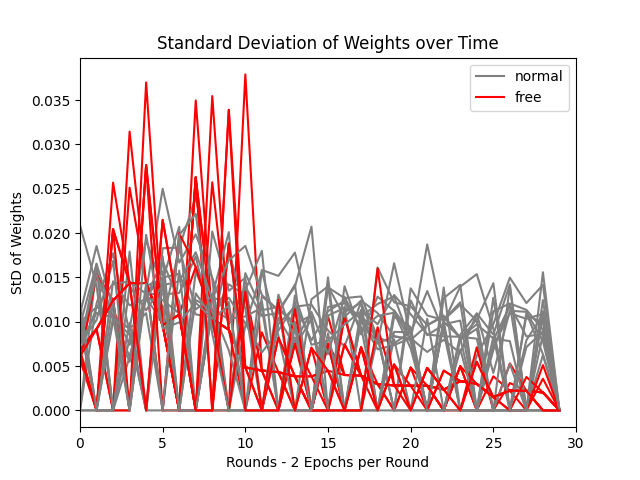 Standard Deviation of Weights over Time
normal
free
StD of Weights
0.035
0.030
0.025
0.020
0.015
0.010
0.005
0.000
0 5 10 15 20 25 30
Rounds - 2 Epochs per Round